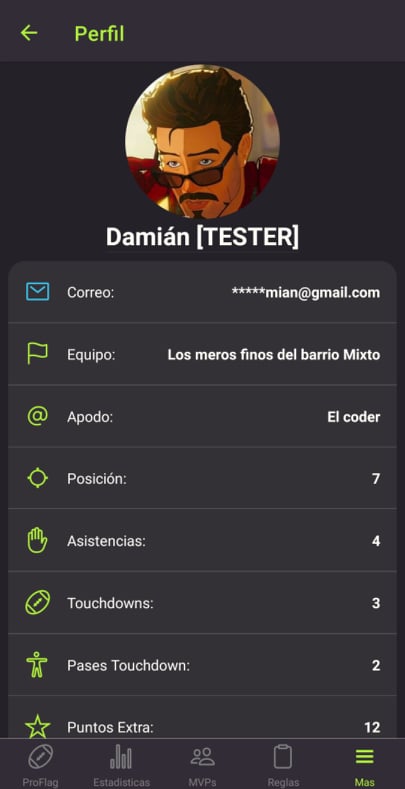 Perfil
Damián [TESTER]
Correo: *****mian@gmail.com
Equipo: Los meros finos del barrio Mixto
Apodo: El coder
Posición: 7
Asistencias: 4
Touchdowns: 3
Pases Touchdown: 2
Puntos Extra: 12
ProFlag Estadisticas MVPs Reglas Mas